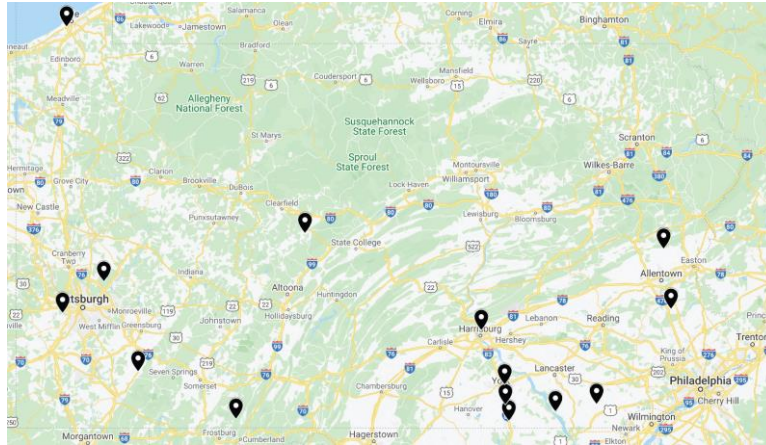 Salamanca
Corning
Binghamton
Lakewood
Jamestown
Olean
Elmira
Sayre
Edinboro
Warren
Bradford
Coudersport
Wellsboro
Mansfield
Meadville
Allegheny
National Forest
Susquehannock
State Forest
St Marys
Sproul
State Forest
Scranton
Hermitage
Grove City
Clarion
Brookville
DuBois
Lock Haven
Montoursville
Williamsport
Wilkes-Barre
New Castle
Punxsutawney
Clearfield
State College
Lewisburg
Bloomsburg
Cranberry
Twp
Indiana
Altoona
Huntingdon
Easton
Allentown
Monroeville
West Mifflin
Greensburg
Johnstown
Hollidaysburg
Harrisburg
Hershey
Lebanon
Reading
Carlisle
King of
Prussia
Seven Springs
Somerset
Chambersburg
Lancaster
Philadelphia
Cherry Hill
Hanover
Wilmington
Newark
Elkton
Morgantown
Frostburg
Cumberland
Hagerstown